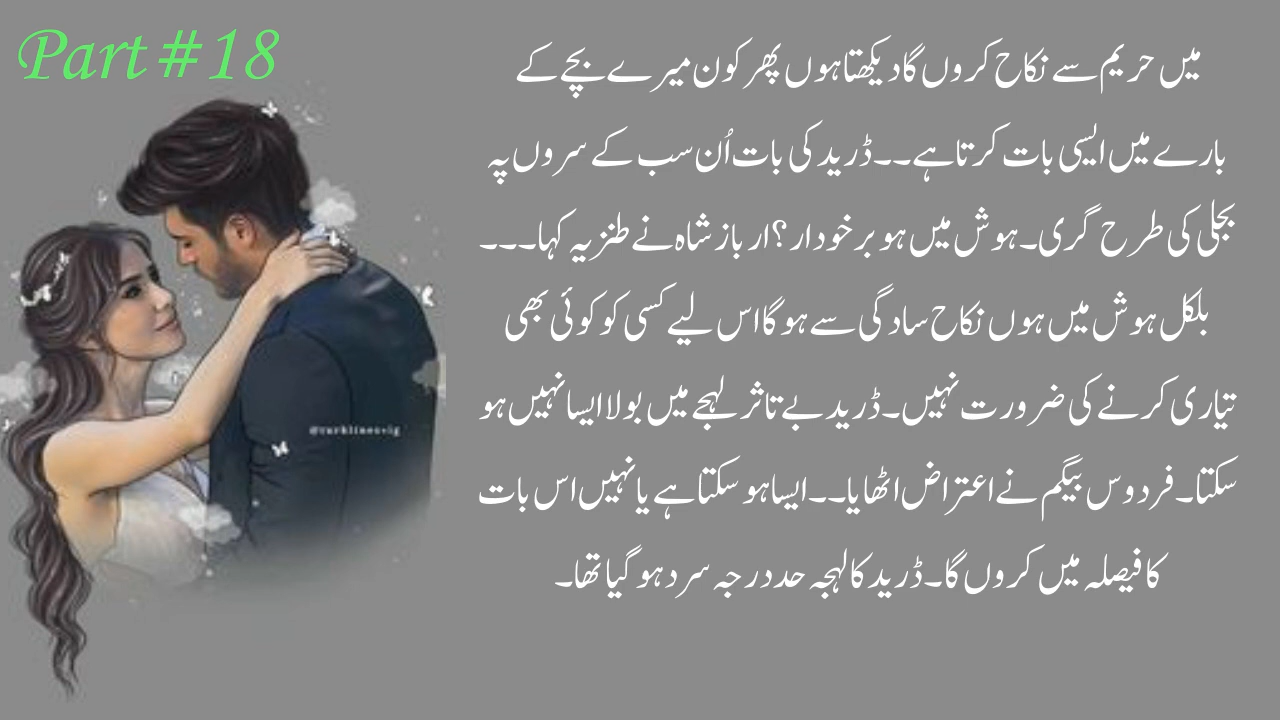 Part # 18
میں حریم سے نکاح کروں گا دیکھتا ہوں پھر کون میرے بچے کے
بارے میں ایسی بات کرتا ہے۔۔ڈرید کی بات اُن سب کے سروں پہ
بجلی کی طرح گری۔ہوش میں ہو برخودار؟ارباز شاہ نے طنزیہ کہا۔۔۔
بلکل ہوش میں ہوں نکاح سادگی سے ہوگا اس لیے کسی کو کوئی بھی
تیاری کرنے کی ضرورت نہیں۔ڈرید بے تاثر لہجے میں بولا ایسا نہیں ہو
سکتا۔فردوس بیگم نے اعتراض اٹھایا۔۔ایسا ہو سکتا ہے یا نہیں اس بات
کا فیصلہ میں کروں گا۔ڈرید کا لہجہ حد درجہ سرد ہوگیا تھا۔